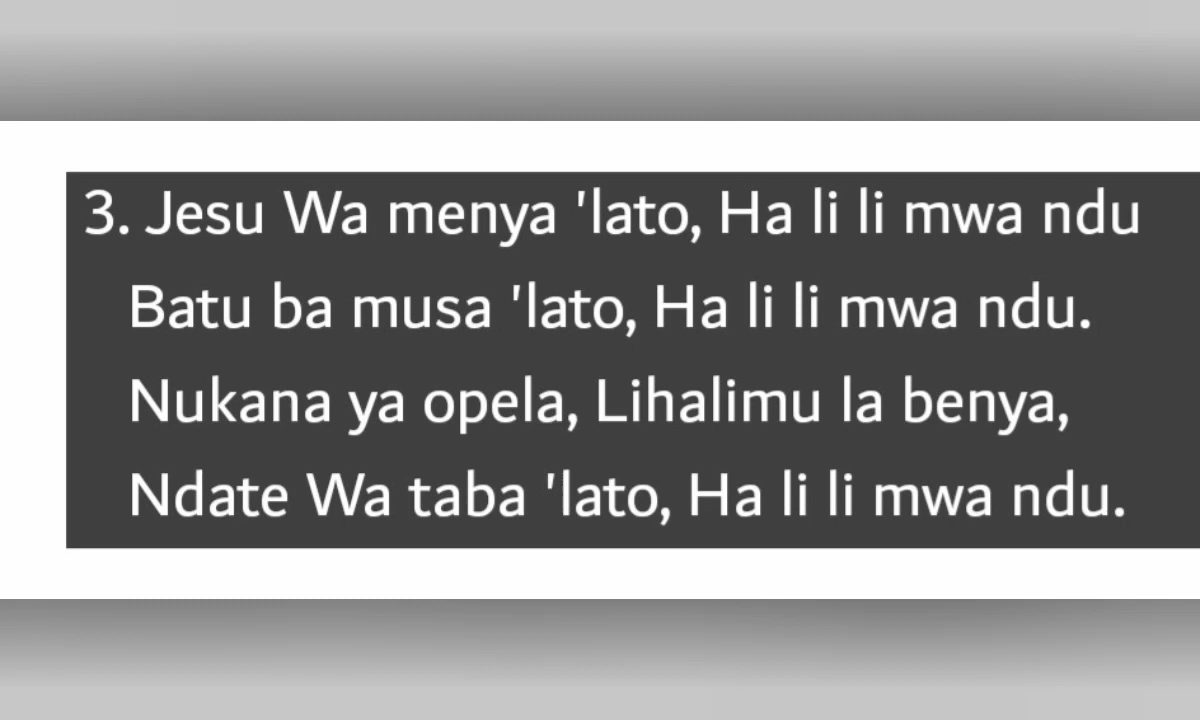 3. Jesu Wa menya 'lato, Ha li li mwa ndu
Batu ba musa 'lato, Ha li li mwa ndu.
Nukana ya opela, Lihalimu la benya,
Ndate Wa taba 'lato, Ha li li mwa ndu.